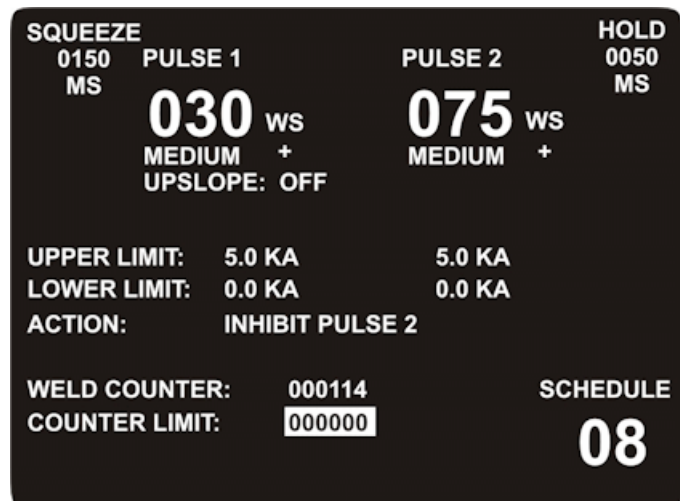 SQUEEZE HOLD
0150 PULSE 1 PULSE 2 0050
MS MS
030 WS 075 WS
MEDIUM + MEDIUM +
UPSLOPE: OFF
UPPER LIMIT: 5.0 KA 5.0 KA
LOWER LIMIT: 0.0 KA 0.0 KA
ACTION: INHIBIT PULSE 2
WELD COUNTER: 000114 SCHEDULE
COUNTER LIMIT: 000000
08